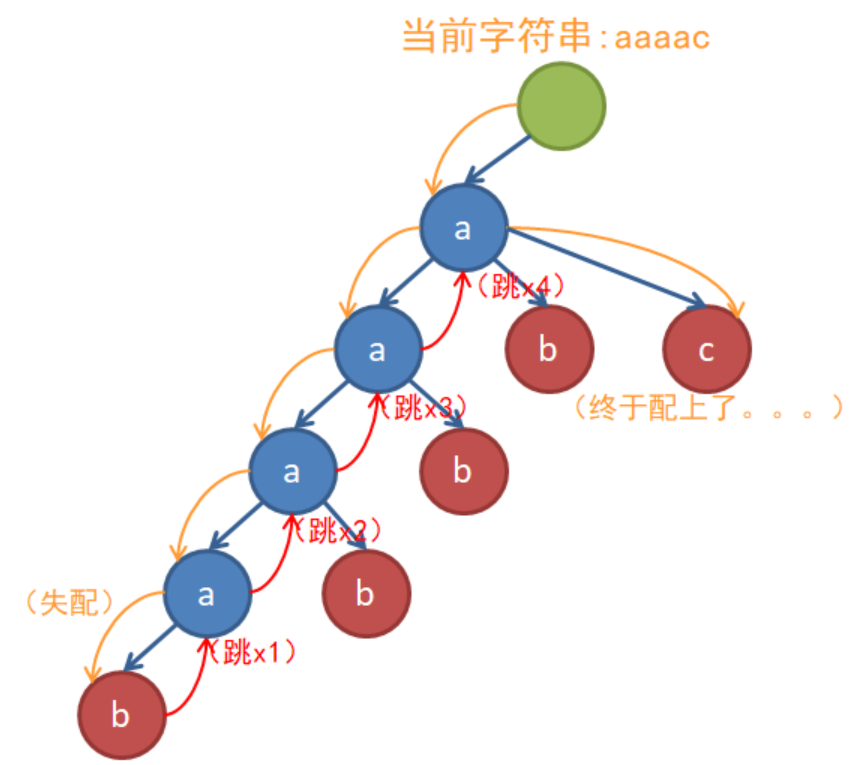 当前字符串:aaaac
a
（跳x4）
a
b
c
（跳x3）
（终于配上了。。。）
a
b
（跳x2）
（失配）
a
b
（跳x1）
b